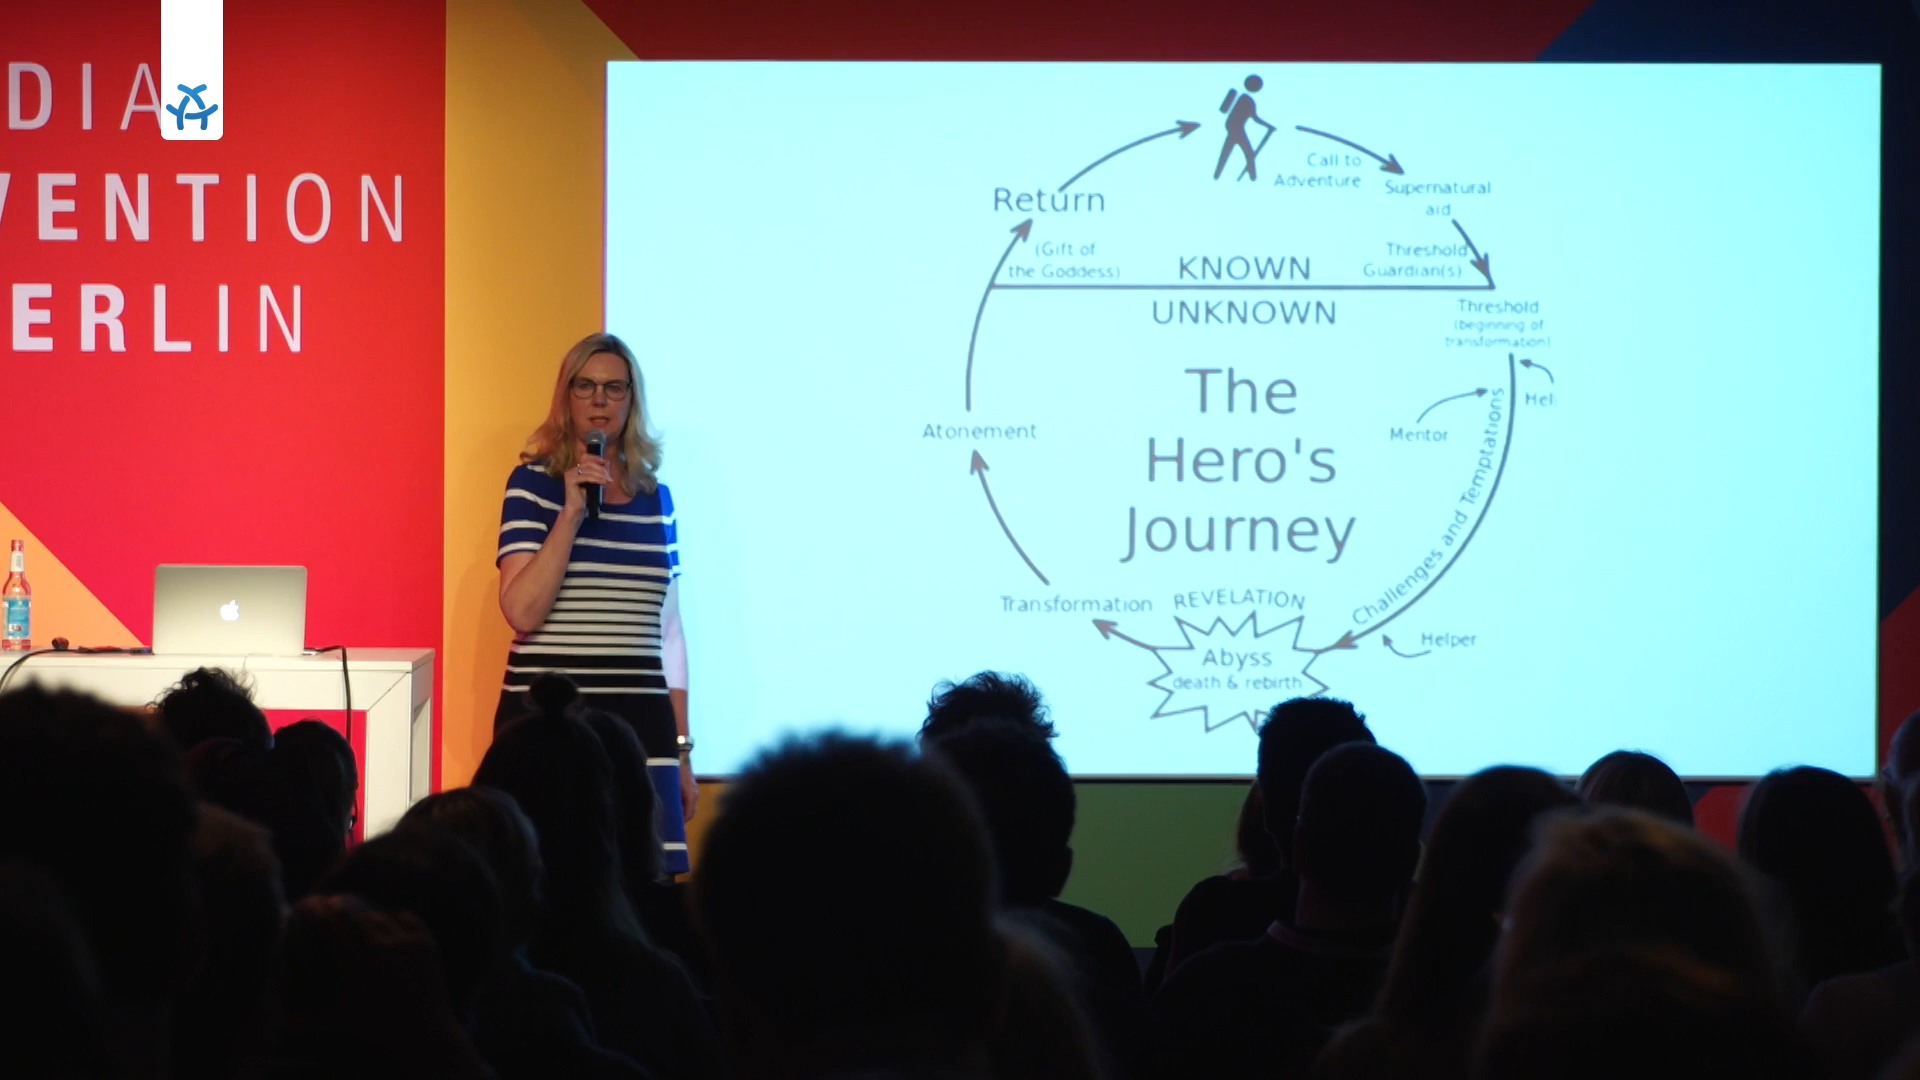 DIA
VENTION
ERLIN
Call to
Adventure
Supernatural
aid
Return
(Gift of
the Goddess)
KNOWN
Threshold
Guardian(s)
UNKNOWN
Threshold
(beginning of
transformation)
Hel
Mentor
Challenges and Temptations
The
Hero's
Journey
Atonement
Transformation
REVELATION
Abyss
death & rebirth
Helper